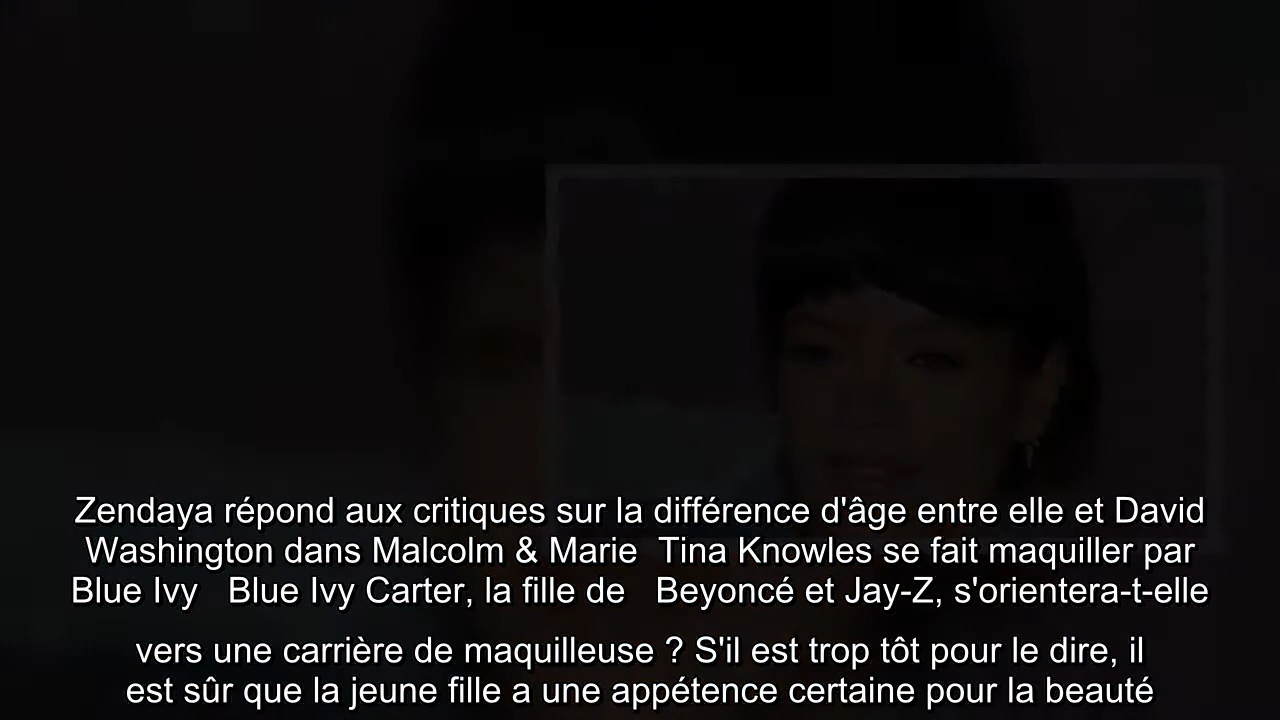 Zendaya répond aux critiques sur la différence d'âge entre elle et David
Washington dans Malcolm & Marie  Tina Knowles se fait maquiller par
Blue Ivy   Blue Ivy Carter, la fille de   Beyoncé et Jay-Z, s'orientera-t-elle
vers une carrière de maquilleuse ? S'il est trop tôt pour le dire, il
est sûr que la jeune fille a une appétence certaine pour la beauté